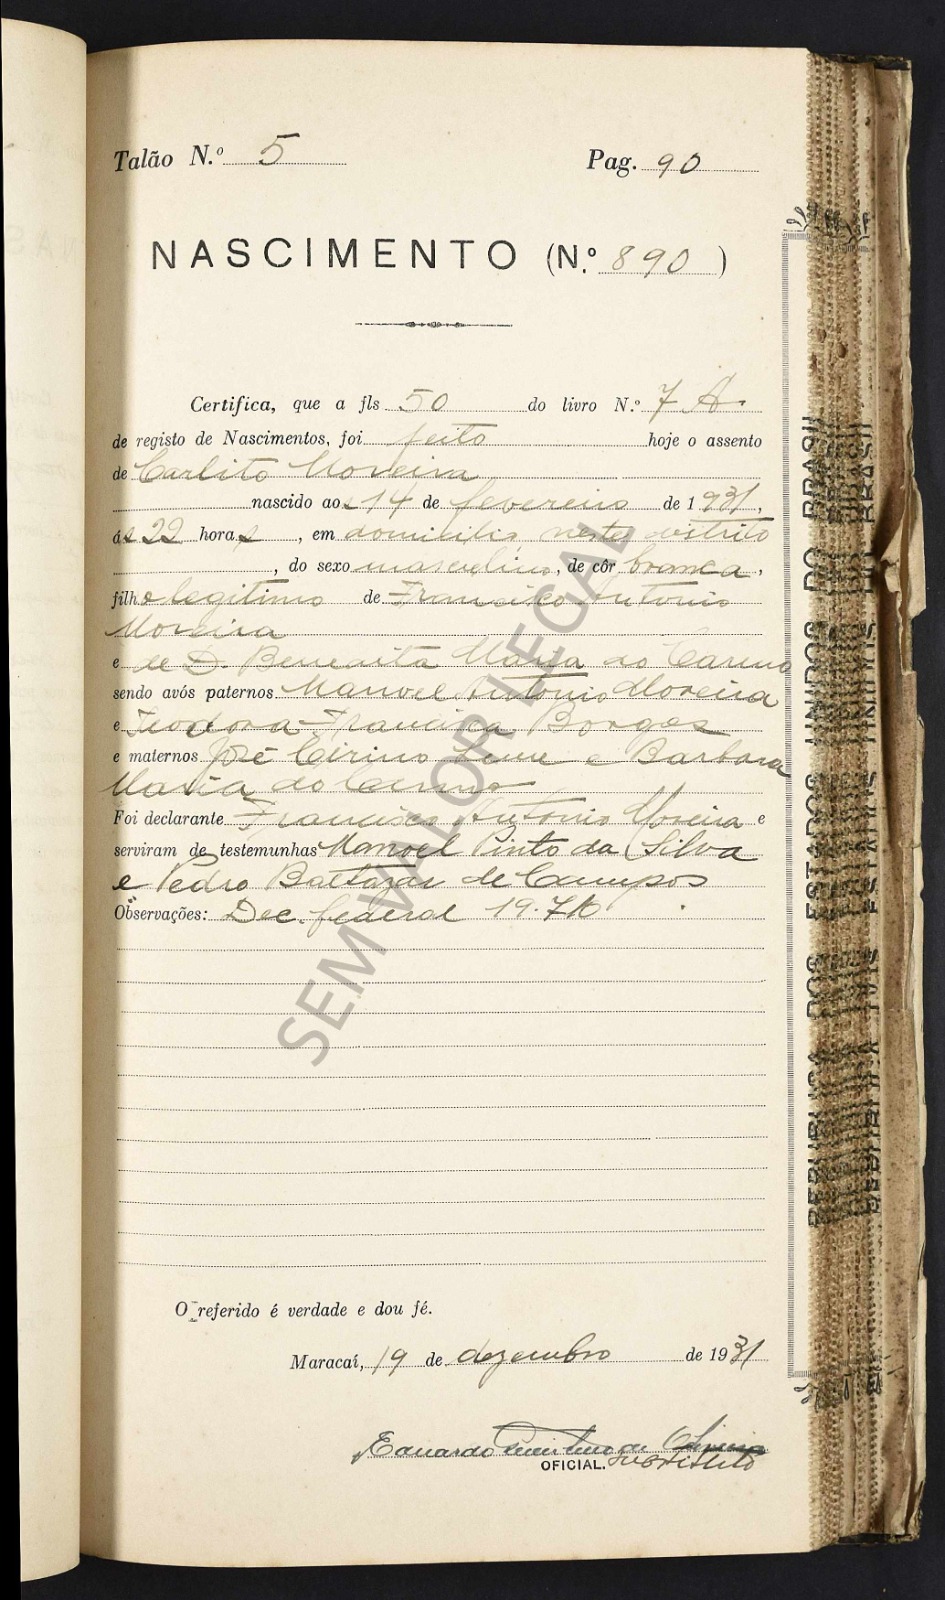 Talão N.º 5 Pag. 90
NASCIMENTO (N.º 890)
Certifica, que a fls 50 do livro N.º 7 A.
de registo de Nascimentos, foi feito hoje o assento
de Carlito Moreira
nascido aos 14 de fevereiro de 1931,
ás 22 horas, em domicilio, neste distrito
, do sexo masculino, de côr branca,
filho legitimo de Francisco Antonio
Moreira
e de D. Benedita Maria do Carmo
sendo avós paternos Manoel Antonio Moreira
e Teodora Francisca Borges
e maternos José Cirino Leme e Barbara
Maria do Carmo
Foi declarante Francisco Antonio Moreira e
serviram de testemunhas Manoel Pinto da Silva
e Pedro Baltazar de Campos
Observações: Dec. federal 19.710
O referido é verdade e dou fé.
Maracaí, 19 de dezembro de 1931
Eduardo de Oliveira
OFICIAL. substituto
SEM VALOR LEGAL
REPUBLICA DOS ESTADOS UNIDOS DO BRASIL